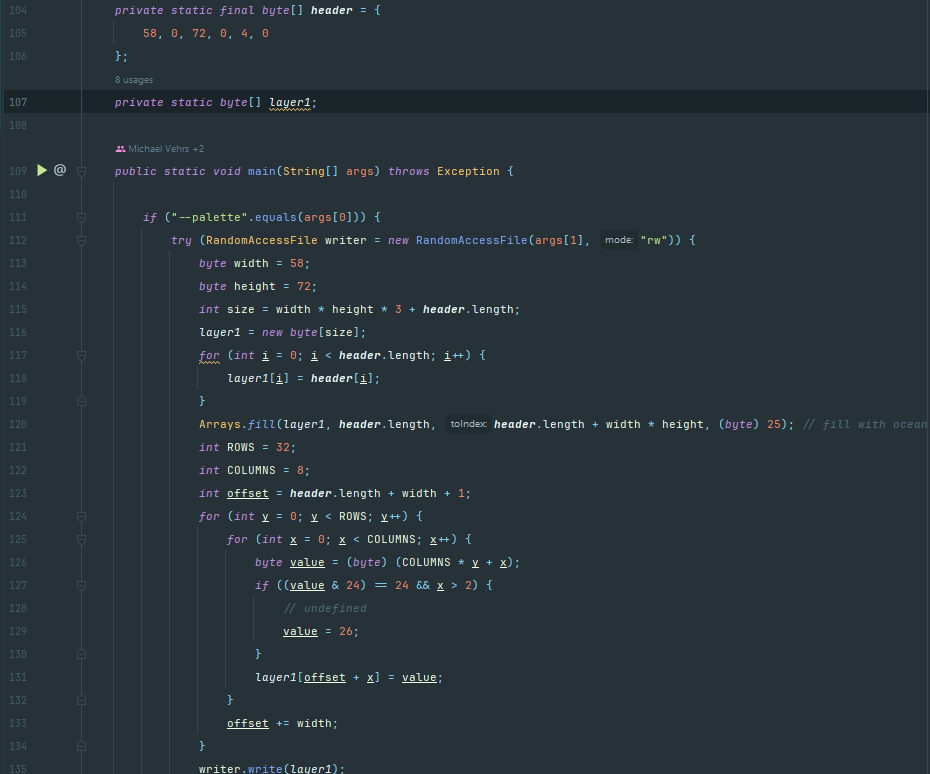 104 private static final byte[] header = {
105 58, 0, 72, 0, 4, 0
106 };
8 usages
107 private static byte[] layer1;
108
Michael Vehrs +2
109 @ public static void main(String[] args) throws Exception {
110
111 if ("--palette".equals(args[0])) {
112 try (RandomAccessFile writer = new RandomAccessFile(args[1], mode: "rw")) {
113 byte width = 58;
114 byte height = 72;
115 int size = width * height * 3 + header.length;
116 layer1 = new byte[size];
117 for (int i = 0; i < header.length; i++) {
118 layer1[i] = header[i];
119 }
120 Arrays.fill(layer1, header.length, toIndex: header.length + width * height, (byte) 25); // fill with ocean
121 int ROWS = 32;
122 int COLUMNS = 8;
123 int offset = header.length + width + 1;
124 for (int y = 0; y < ROWS; y++) {
125 for (int x = 0; x < COLUMNS; x++) {
126 byte value = (byte) (COLUMNS * y + x);
127 if ((value & 24) == 24 && x > 2) {
128 // undefined
129 value = 26;
130 }
131 layer1[offset + x] = value;
132 }
133 offset += width;
134 }
135 writer.write(layer1);